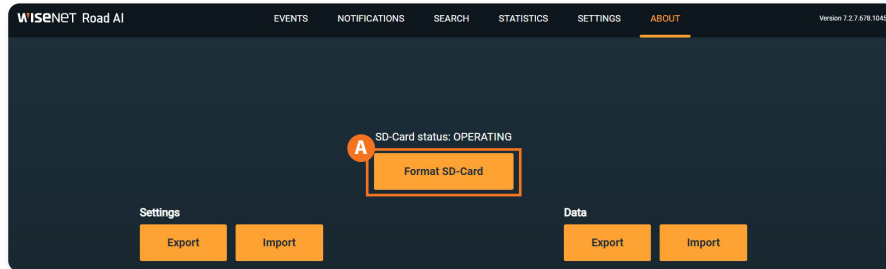 WISENET Road AI EVENTS NOTIFICATIONS SEARCH STATISTICS SETTINGS ABOUT Version 7.2.7.678.1045
SD-Card status: OPERATING
A
Format SD-Card
Settings Data
Export Import Export Import